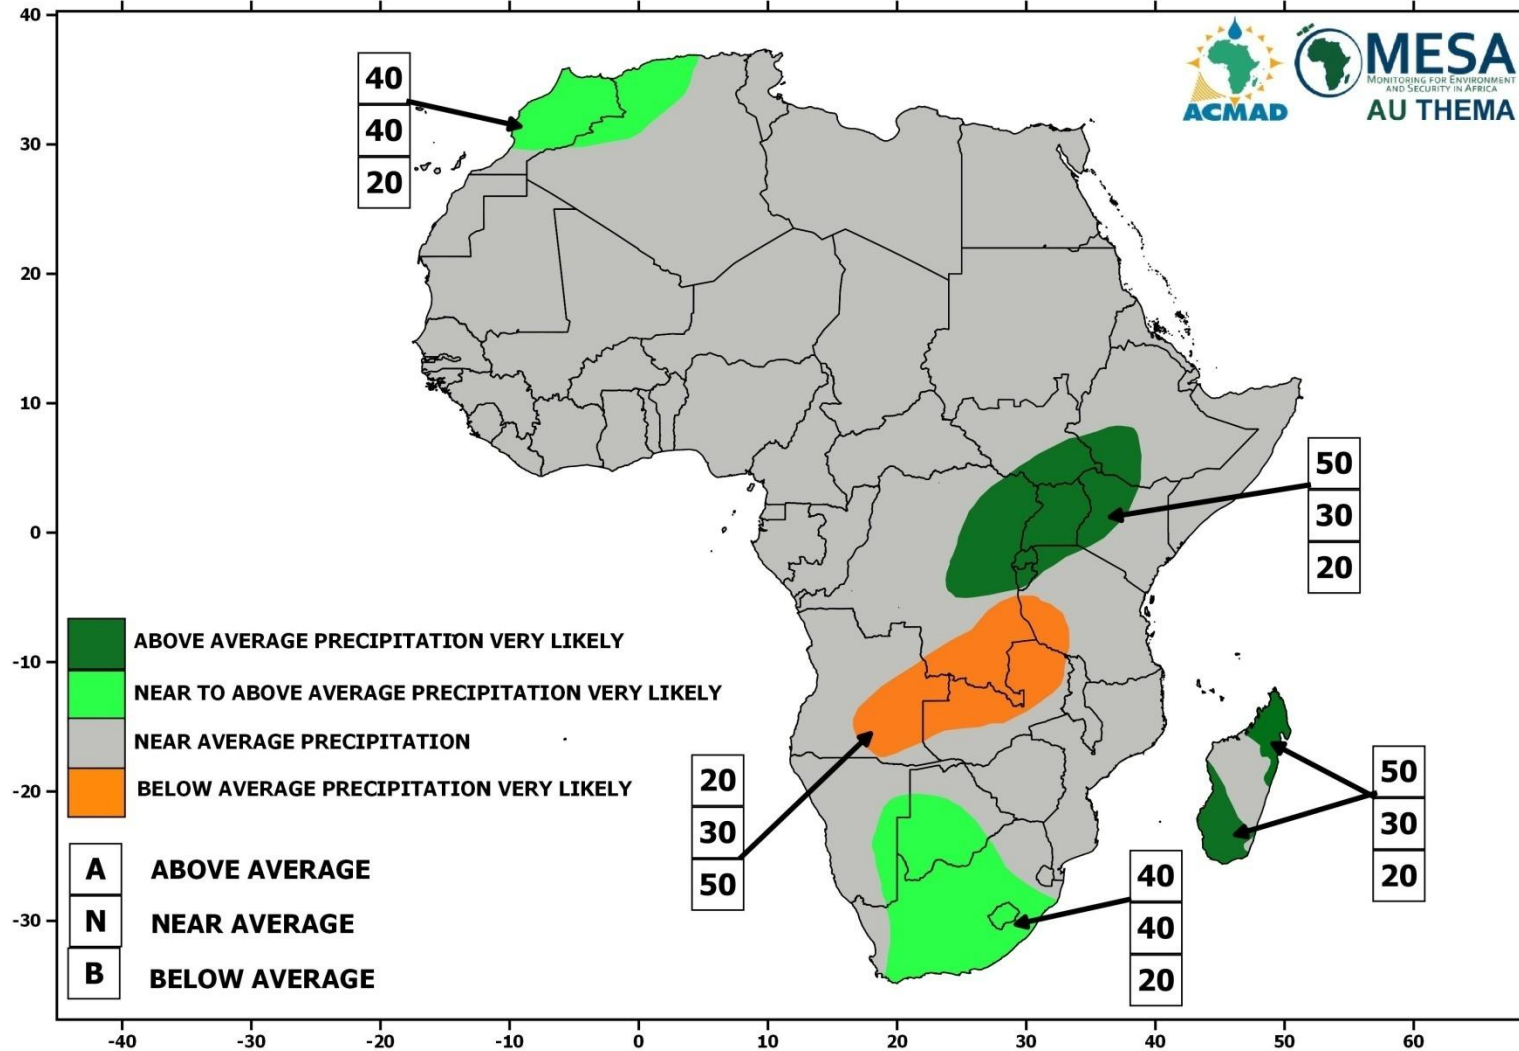 40
30
20
10
0
-10
-20
-30
-40
-30
-20
-10
0
10
20
30
40
50
60
ACMAD
MESA
MONITORING FOR ENVIRONMENT
AND SECURITY IN AFRICA
AU THEMA
40
40
20
50
30
20
20
30
50
50
30
20
40
40
20
ABOVE AVERAGE PRECIPITATION VERY LIKELY
NEAR TO ABOVE AVERAGE PRECIPITATION VERY LIKELY
NEAR AVERAGE PRECIPITATION
BELOW AVERAGE PRECIPITATION VERY LIKELY
A ABOVE AVERAGE
N NEAR AVERAGE
B BELOW AVERAGE